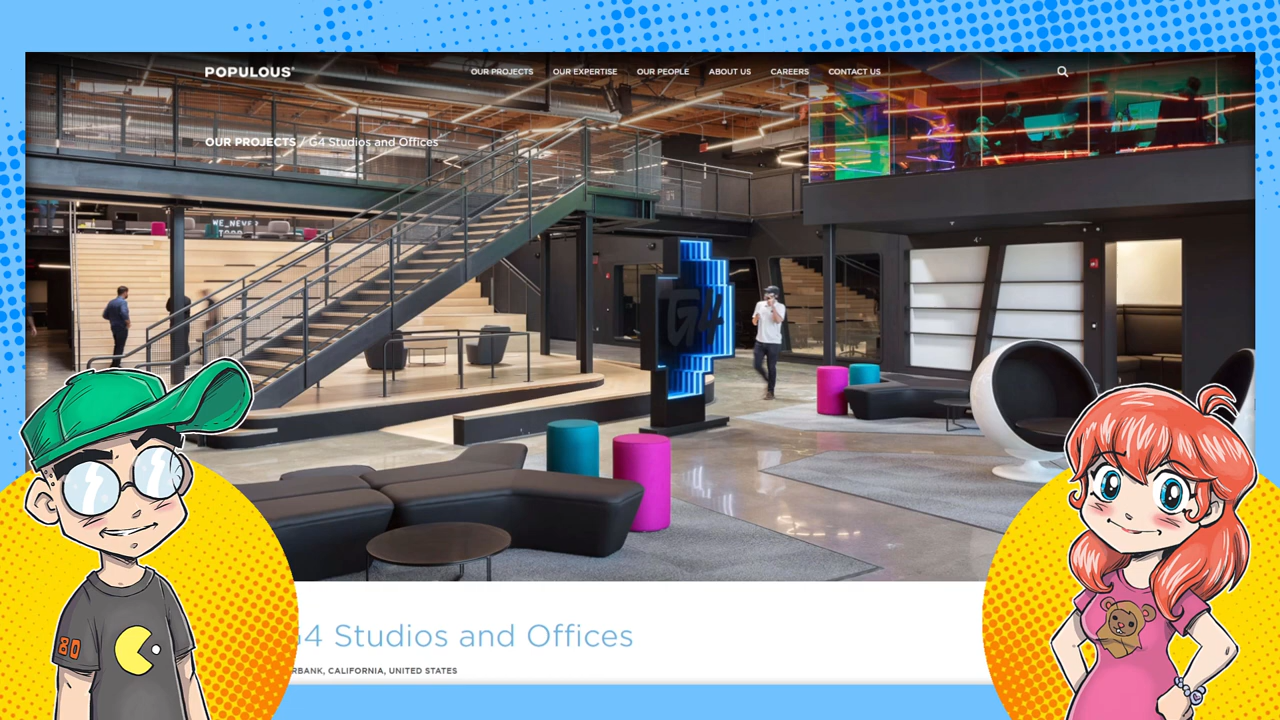 POPULOUS®
OUR PROJECTS OUR EXPERTISE OUR PEOPLE ABOUT US CAREERS CONTACT US
OUR PROJECTS / G4 Studios and Offices
G4
80
G4 Studios and Offices
RBANK, CALIFORNIA, UNITED STATES